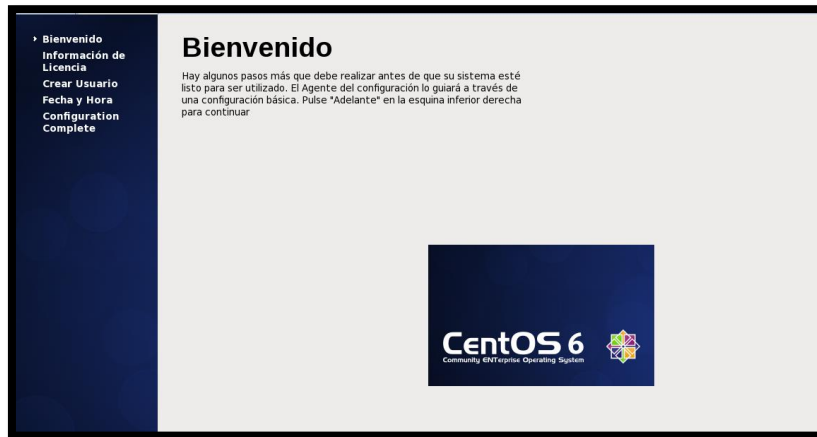 Bienvenido
Información de
Licencia
Crear Usuario
Fecha y Hora
Configuration
Complete
Bienvenido
Hay algunos pasos más que debe realizar antes de que su sistema esté
listo para ser utilizado. El Agente del configuración lo guiará a través de
una configuración básica. Pulse "Adelante" en la esquina inferior derecha
para continuar
CentOS 6
Community ENTerprise Operating System